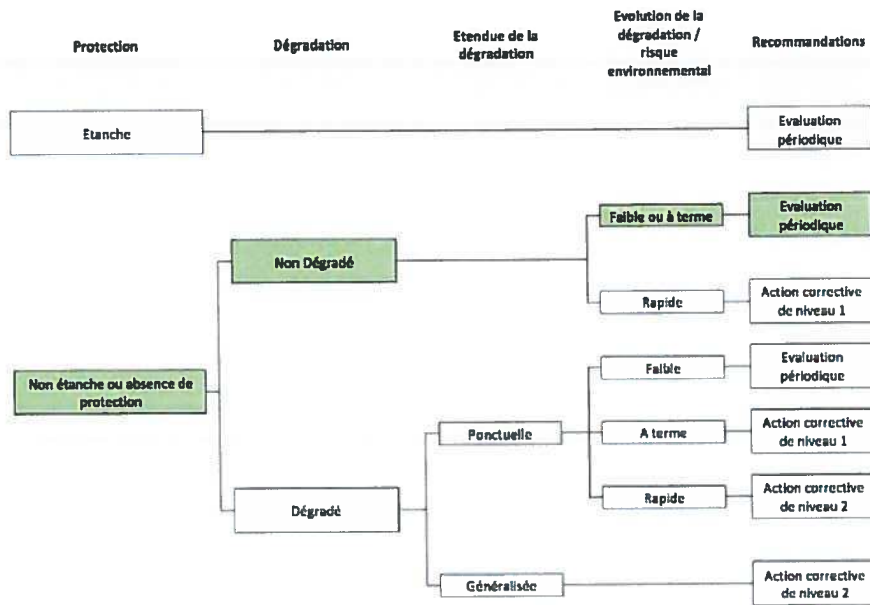 Protection
Dégradation
Etendue de la
dégradation
Evolution de la
dégradation /
risque
environnemental
Recommandations
Etanche
Evaluation
périodique
Non étanche ou absence de
protection
Non Dégradé
Faible ou à terme
Evaluation
périodique
Rapide
Action corrective
de niveau 1
Dégradé
Ponctuelle
Faible
Evaluation
périodique
A terme
Action corrective
de niveau 1
Rapide
Action corrective
de niveau 2
Généralisée
Action corrective
de niveau 2